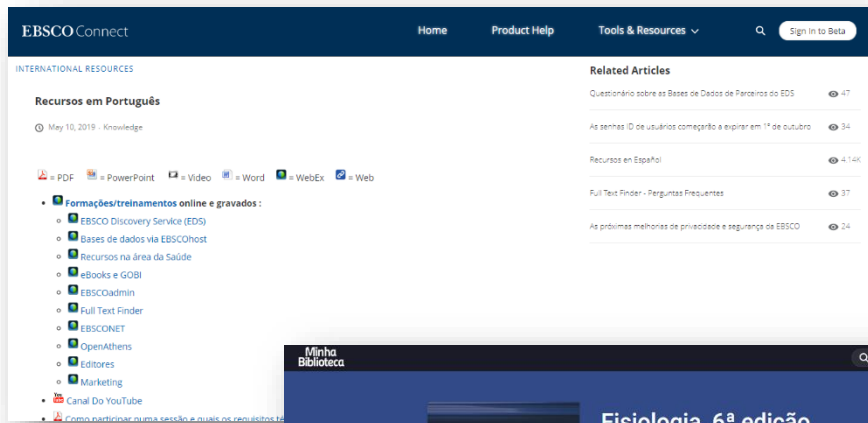 EBSCO Connect
Home Product Help Tools & Resources Sign In to Beta
INTERNATIONAL RESOURCES
Recursos em Português
May 10, 2019 - Knowledge
= PDF = PowerPoint = Video = Word = WebEx = Web
Formações/treinamentos online e gravados :
EBSCO Discovery Service (EDS)
Bases de dados via EBSCOhost
Recursos na área da Saúde
eBooks e GOBI
EBSCOadmin
Full Text Finder
EBSCONET
OpenAthens
Editores
Marketing
Canal Do YouTube
Como participar numa sessão e quais os requisitos té
Related Articles
Questionário sobre as Bases de Dados de Parceiros do EDS 47
As senhas ID de usuários começarão a expirar em 1º de outubro 34
Recursos en Español 4.14K
Full Text Finder - Perguntas Frequentes 37
As próximas melhorias de privacidade e segurança da EBSCO 24
Minha
Biblioteca
Fisiologia, 6ª edição